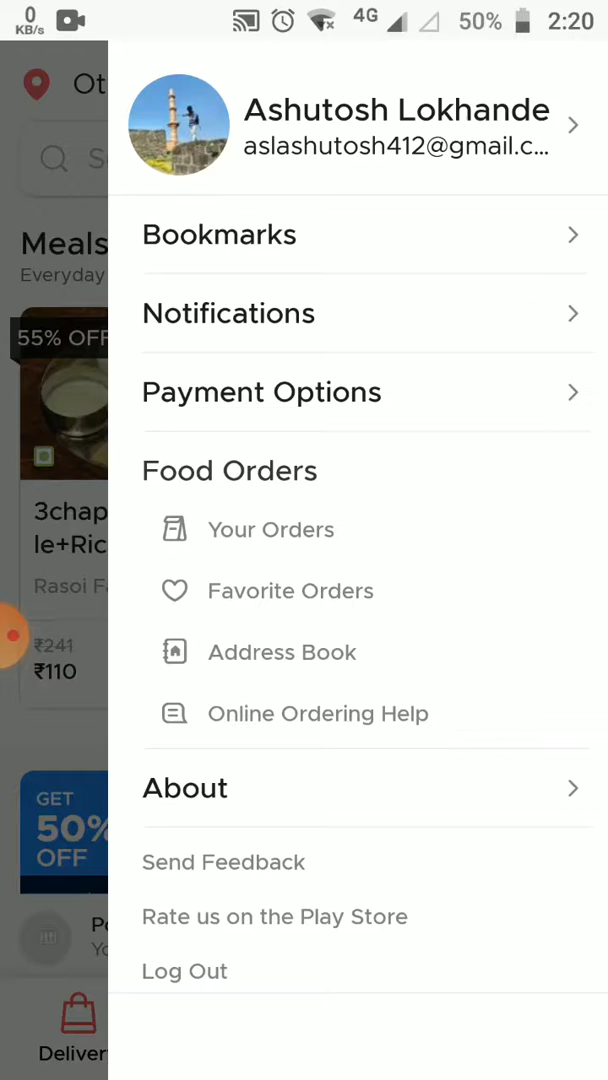 0
KB/s
4G
50%
2:20
Ot
Ashutosh Lokhande
aslashutosh412@gmail.c...
Bookmarks
Meals
Everyday
Notifications
55% OFF
Payment Options
Food Orders
3chap
le+Ric
Your Orders
Rasoi Fa
Favorite Orders
₹241
₹110
Address Book
Online Ordering Help
About
GET
50%
OFF
Send Feedback
Rate us on the Play Store
Log Out
Deliver